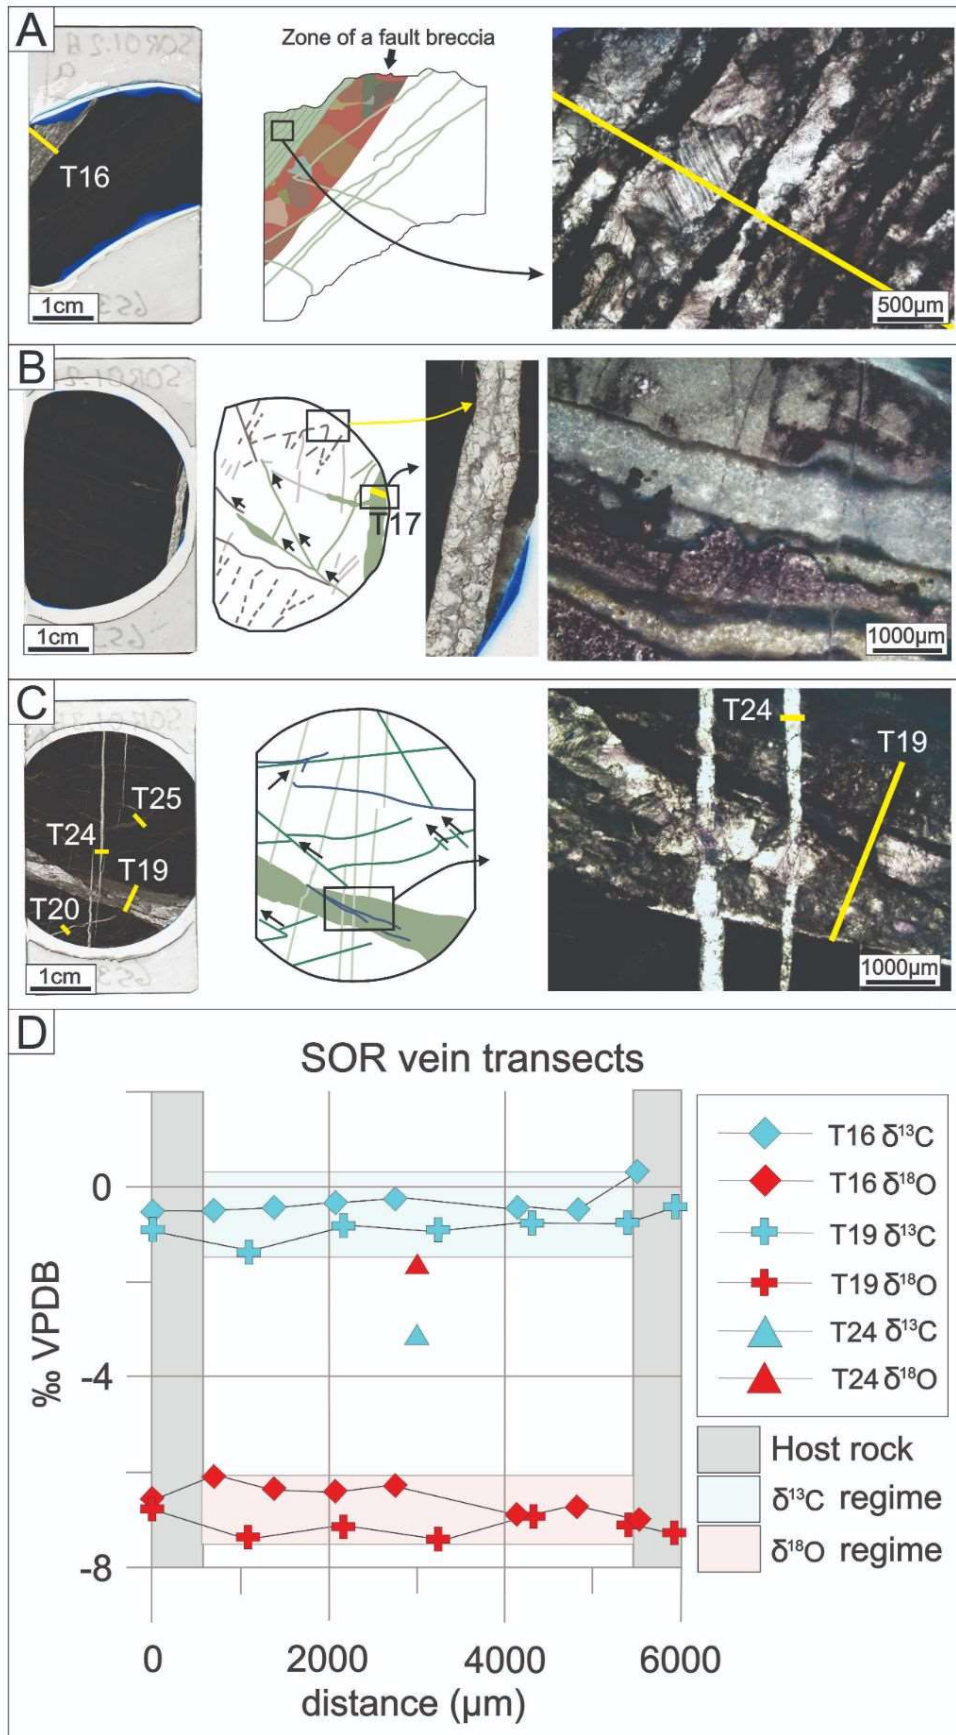 A
SOR01-2B
a
T16
1cm
Zone of a fault breccia
500µm
B
1cm
T17
1000µm
C
T25
T24
T19
T20
1cm
T24
T19
1000µm
D
SOR vein transects
‰ VPDB
0
-4
-8
0
2000
4000
6000
distance (µm)
T16 δ¹³C
T16 δ¹⁸O
T19 δ¹³C
T19 δ¹⁸O
T24 δ¹³C
T24 δ¹⁸O
Host rock
δ¹³C regime
δ¹⁸O regime